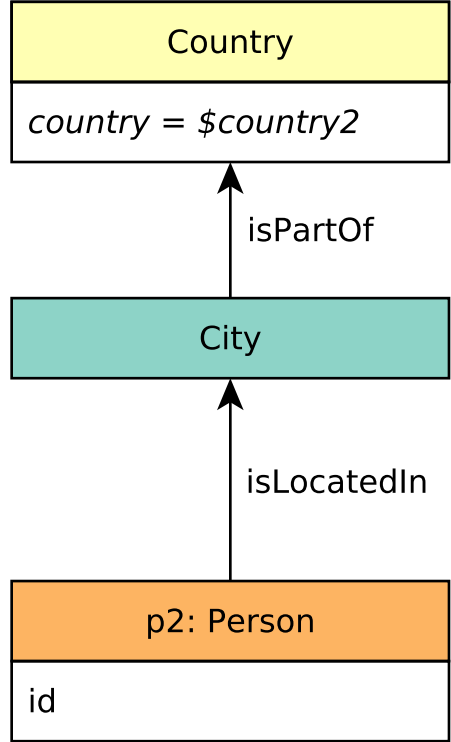 Country
country = $country2
isPartOf
City
isLocatedIn
p2: Person
id